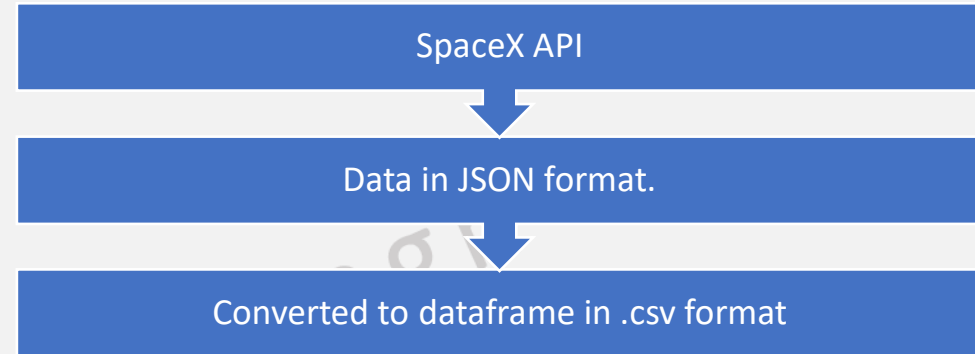 SpaceX API
Data in JSON format.
Converted to dataframe in .csv format